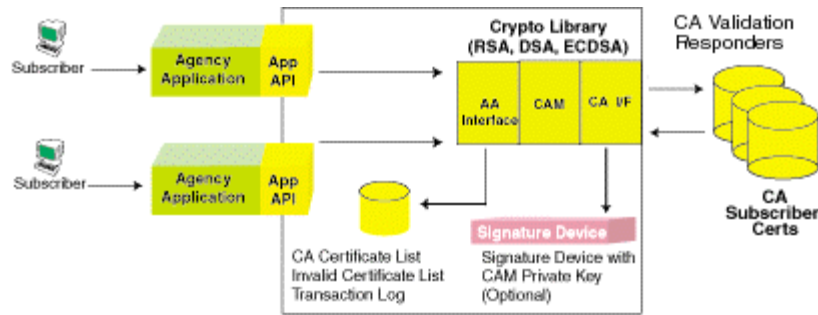 Crypto Library
(RSA, DSA, ECDSA)
CA Validation
Responders
Subscriber
Agency
Application
App
API
AA
Interface
CAM
CA I/F
Subscriber
Agency
Application
App
API
CA
Subscriber
Certs
Signature Device
CA Certificate List
Invalid Certificate List
Transaction Log
Signature Device with
CAM Private Key
(Optional)